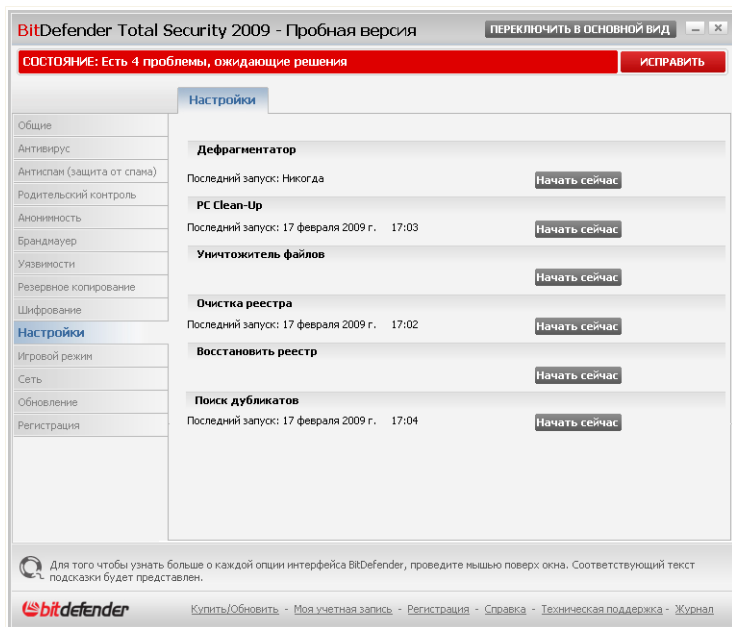 BitDefender Total Security 2009 - Пробная версия
ПЕРЕКЛЮЧИТЬ В ОСНОВНОЙ ВИД
СОСТОЯНИЕ: Есть 4 проблемы, ожидающие решения
ИСПРАВИТЬ
Настройки
Общие
Антивирус
Антиспам (защита от спама)
Родительский контроль
Анонимность
Брандмауер
Уязвимости
Резервное копирование
Шифрование
Настройки
Игровой режим
Сеть
Обновление
Регистрация
Дефрагментатор
Последний запуск: Никогда
Начать сейчас
PC Clean-Up
Последний запуск: 17 февраля 2009 г. 17:03
Начать сейчас
Уничтожитель файлов
Начать сейчас
Очистка реестра
Последний запуск: 17 февраля 2009 г. 17:02
Начать сейчас
Восстановить реестр
Начать сейчас
Поиск дубликатов
Последний запуск: 17 февраля 2009 г. 17:04
Начать сейчас
Для того чтобы узнать больше о каждой опции интерфейса BitDefender, проведите мышью поверх окна. Соответствующий текст
подсказки будет представлен.
bitdefender
Купить/Обновить - Моя учетная запись - Регистрация - Справка - Техническая поддержка - Журнал